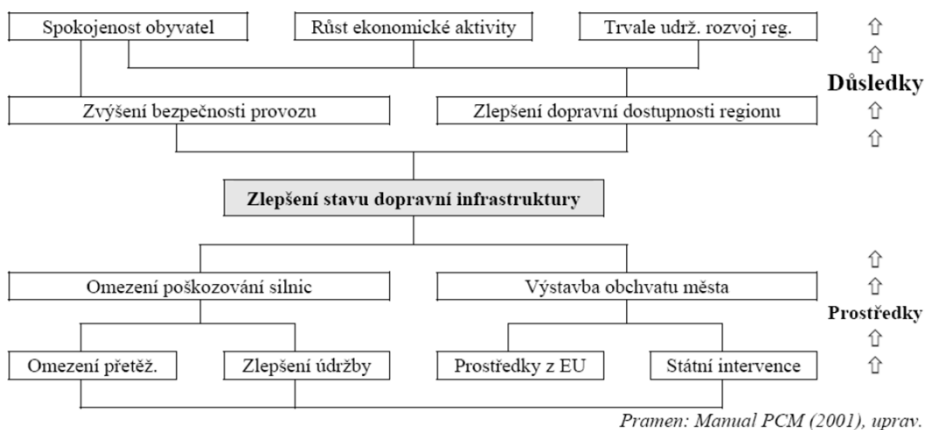 Spokojenost obyvatel
Růst ekonomické aktivity
Trvale udrž. rozvoj reg.
Důsledky
Zvýšení bezpečnosti provozu
Zlepšení dopravní dostupnosti regionu
Zlepšení stavu dopravní infrastruktury
Omezení poškozování silnic
Výstavba obchvatu města
Prostředky
Omezení přetěž.
Zlepšení údržby
Prostředky z EU
Státní intervence
Pramen: Manual PCM (2001), uprav.